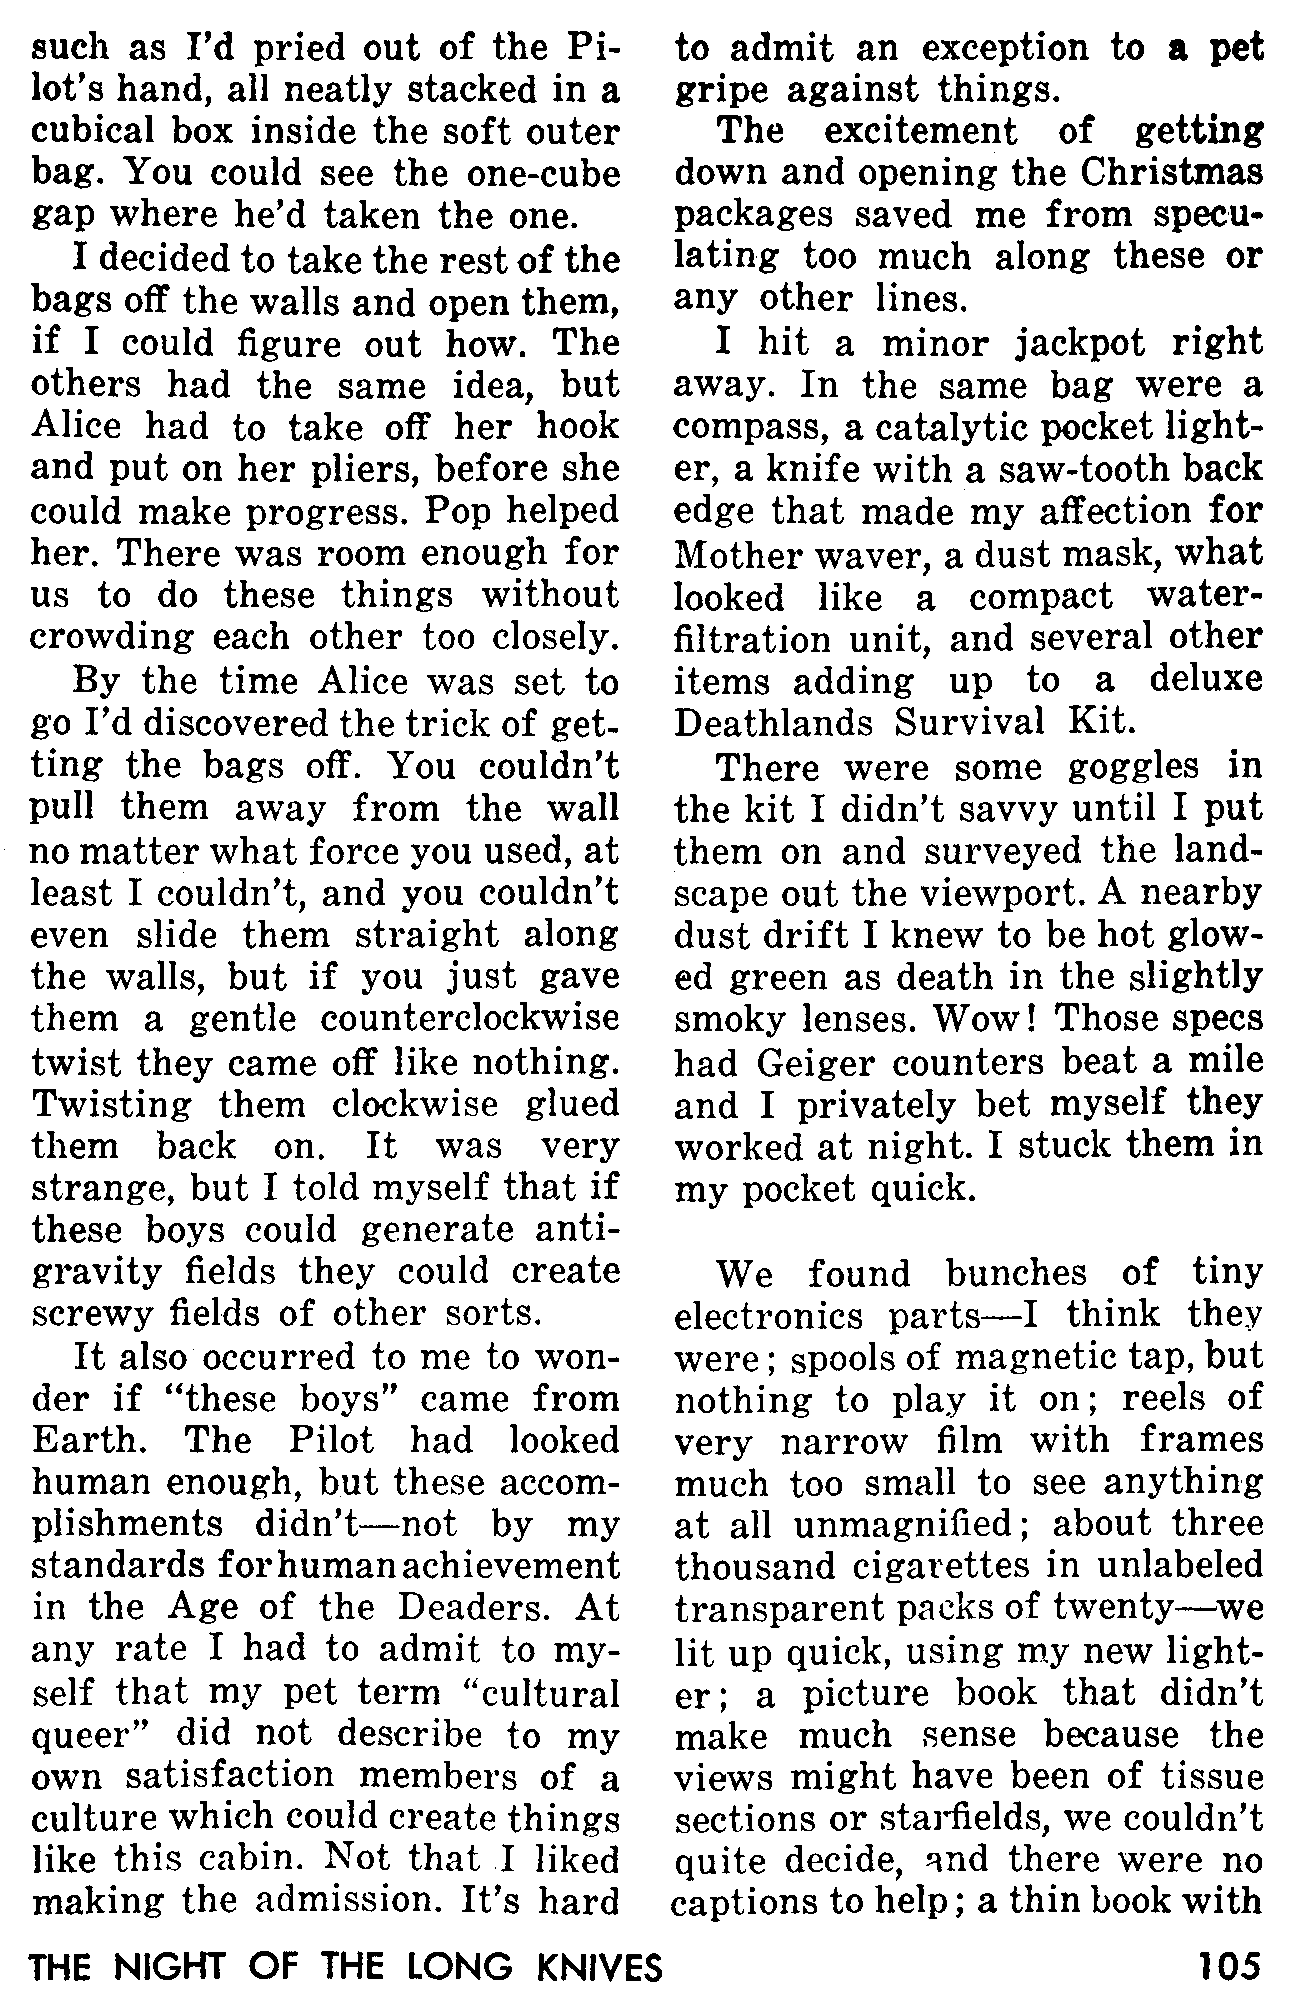 such as I'd pried out of the Pi-
lot's hand, all neatly stacked in a
cubical box inside the soft outer
bag. You could see the one-cube
gap where he'd taken the one.
I decided to take the rest of the
bags off the walls and open them,
if I could figure out how. The
others had the same idea, but
Alice had to take off her hook
and put on her pliers, before she
could make progress. Pop helped
her. There was room enough for
us to do these things without
crowding each other too closely.
By the time Alice was set to
go I'd discovered the trick of get-
ting the bags off. You couldn't
pull them away from the wall
no matter what force you used, at
least I couldn't, and you couldn't
even slide them straight along
the walls, but if you just gave
them a gentle counterclockwise
twist they came off like nothing.
Twisting them clockwise glued
them back on. It was very
strange, but I told myself that if
these boys could generate anti-
gravity fields they could create
screwy fields of other sorts.
It also occurred to me to won-
der if "these boys" came from
Earth. The Pilot had looked
human enough, but these accom-
plishments didn't—not by my
standards for human achievement
in the Age of the Deaders. At
any rate I had to admit to my-
self that my pet term "cultural
queer" did not describe to my
own satisfaction members of a
culture which could create things
like this cabin. Not that I liked
making the admission. It's hard
to admit an exception to a pet
gripe against things.
The excitement of getting
down and opening the Christmas
packages saved me from specu-
lating too much along these or
any other lines.
I hit a minor jackpot right
away. In the same bag were a
compass, a catalytic pocket light-
er, a knife with a saw-tooth back
edge that made my affection for
Mother waver, a dust mask, what
looked like a compact water-
filtration unit, and several other
items adding up to a deluxe
Deathlands Survival Kit.
There were some goggles in
the kit I didn't savvy until I put
them on and surveyed the land-
scape out the viewport. A nearby
dust drift I knew to be hot glow-
ed green as death in the slightly
smoky lenses. Wow! Those specs
had Geiger counters beat a mile
and I privately bet myself they
worked at night. I stuck them in
my pocket quick.
We found bunches of tiny
electronics parts—I think they
were; spools of magnetic tap, but
nothing to play it on; reels of
very narrow film with frames
much too small to see anything
at all unmagnified; about three
thousand cigarettes in unlabeled
transparent packs of twenty—we
lit up quick, using my new light-
er; a picture book that didn't
make much sense because the
views might have been of tissue
sections or starfields, we couldn't
quite decide, and there were no
captions to help; a thin book with
THE NIGHT OF THE LONG KNIVES 105